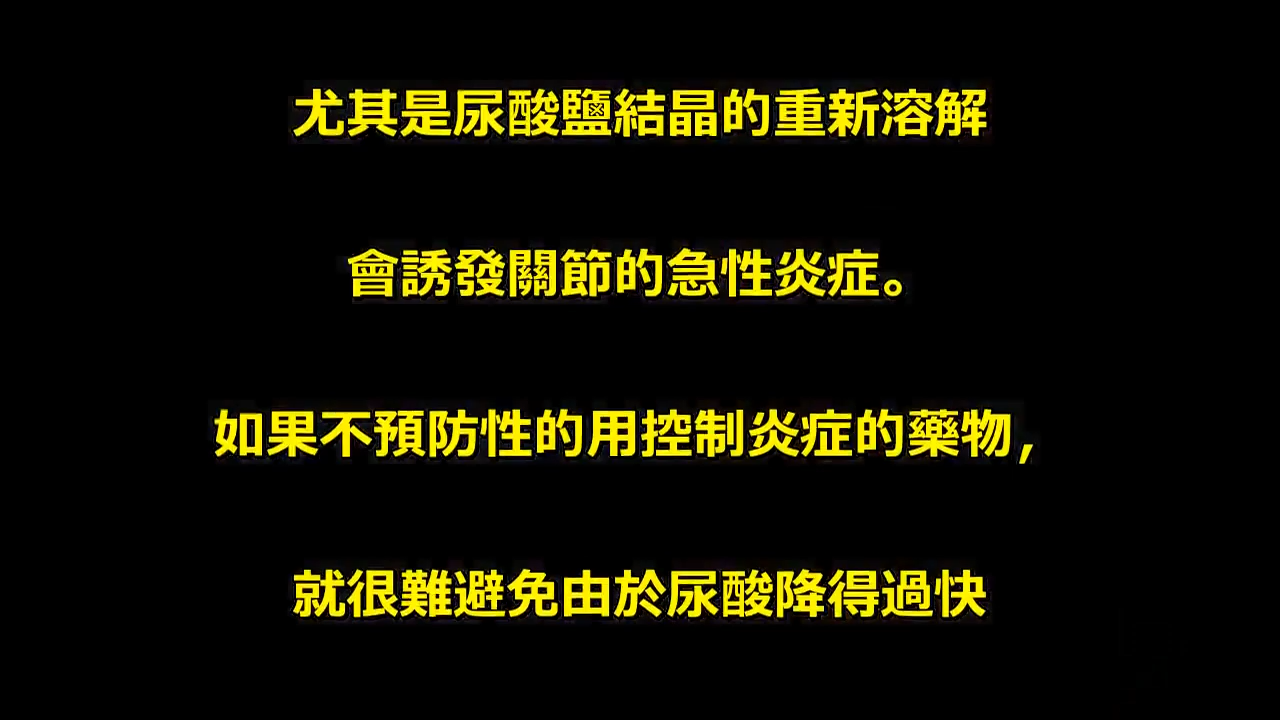 尤其是尿酸鹽結晶的重新溶解
會誘發關節的急性炎症。
如果不預防性的用控制炎症的藥物，
就很難避免由於尿酸降得過快